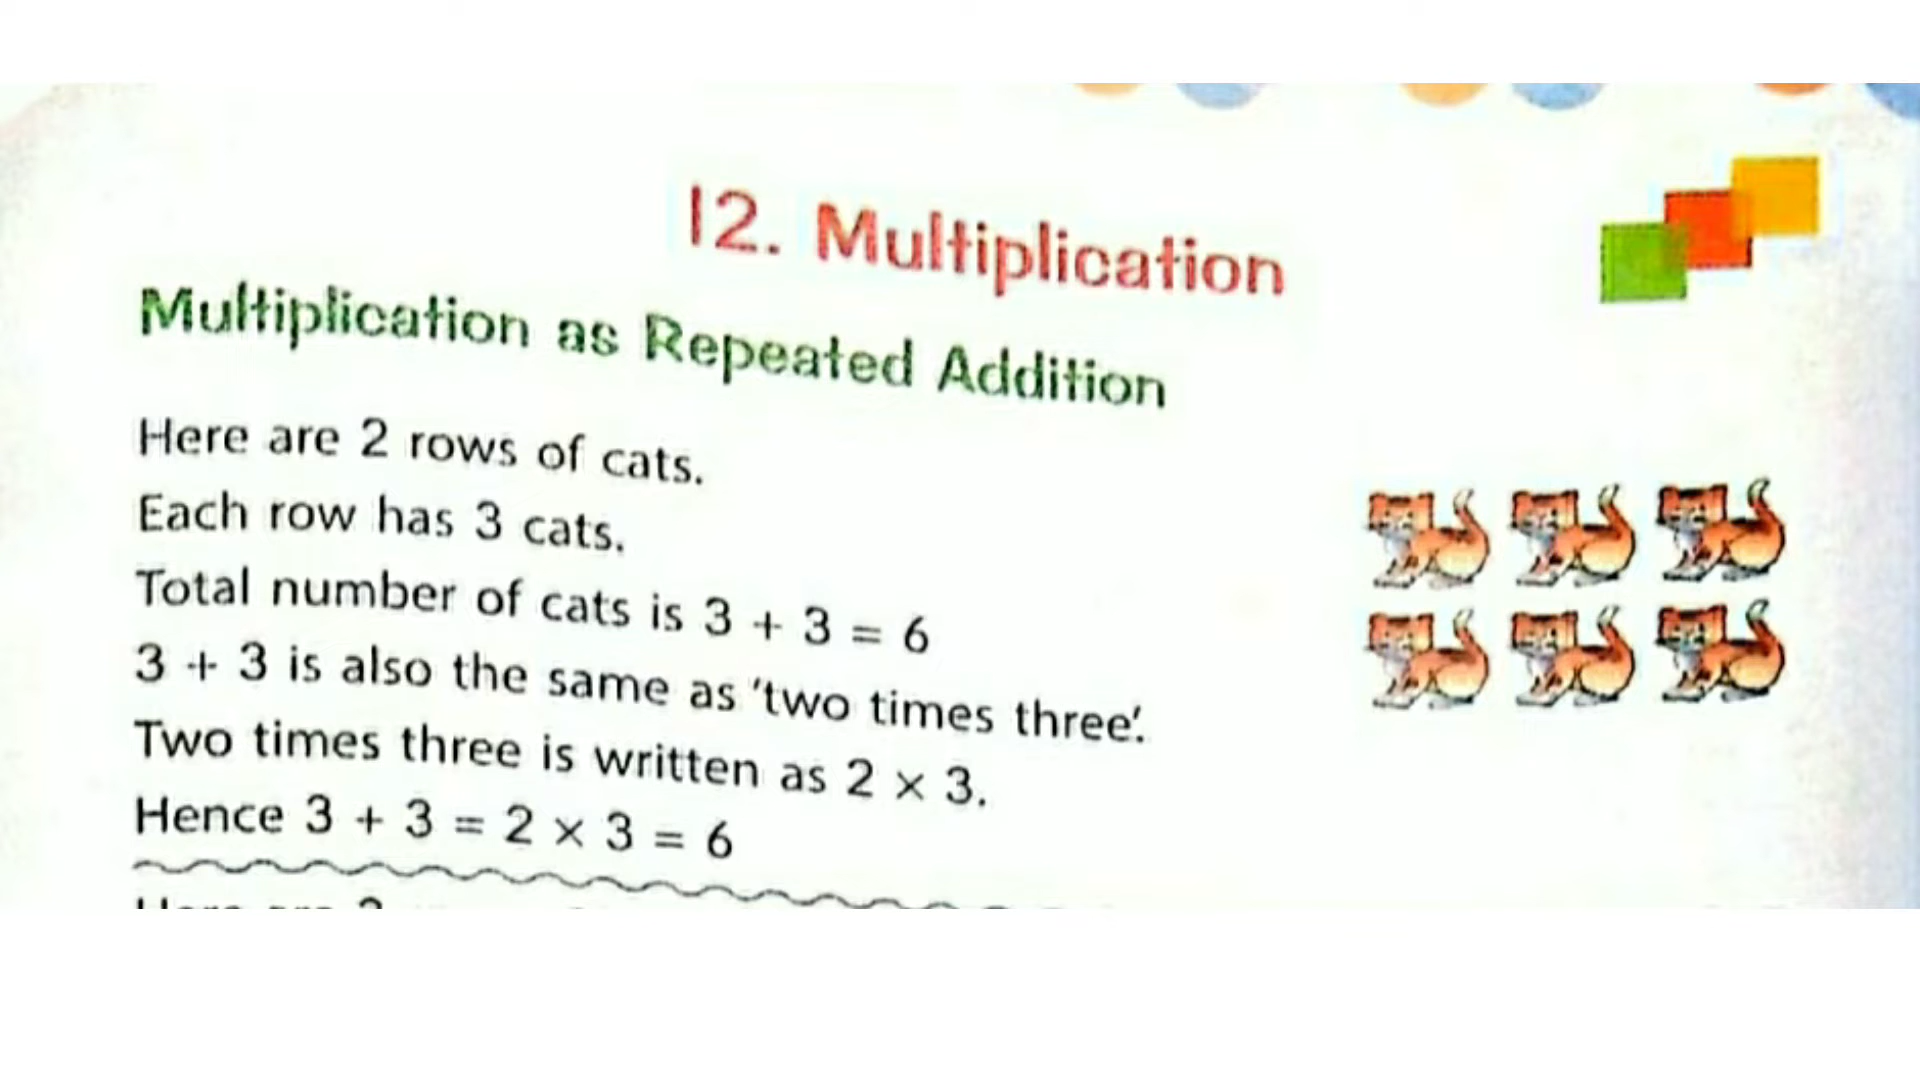 12. Multiplication
Multiplication as Repeated Addition
Here are 2 rows of cats.
Each row has 3 cats.
Total number of cats is 3 + 3 = 6
3 + 3 is also the same as 'two times three'.
Two times three is written as 2 × 3.
Hence 3 + 3 = 2 × 3 = 6